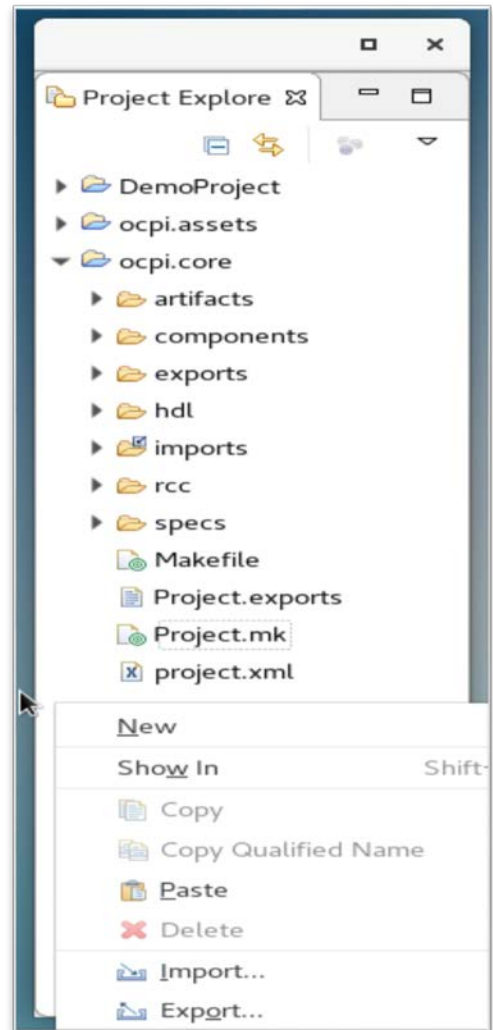 Project Explore
DemoProject
ocpi.assets
ocpi.core
artifacts
components
exports
hdl
imports
rcc
specs
Makefile
Project.exports
Project.mk
project.xml
New
Show In Shift-
Copy
Copy Qualified Name
Paste
Delete
Import...
Export...